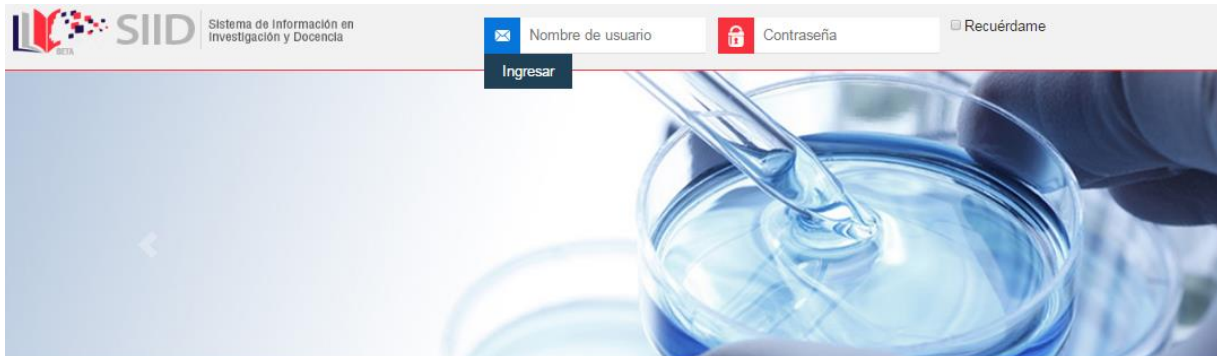 BETA
SIID
Sistema de Información en
Investigación y Docencia
Nombre de usuario
Contraseña
Recuérdame
Ingresar